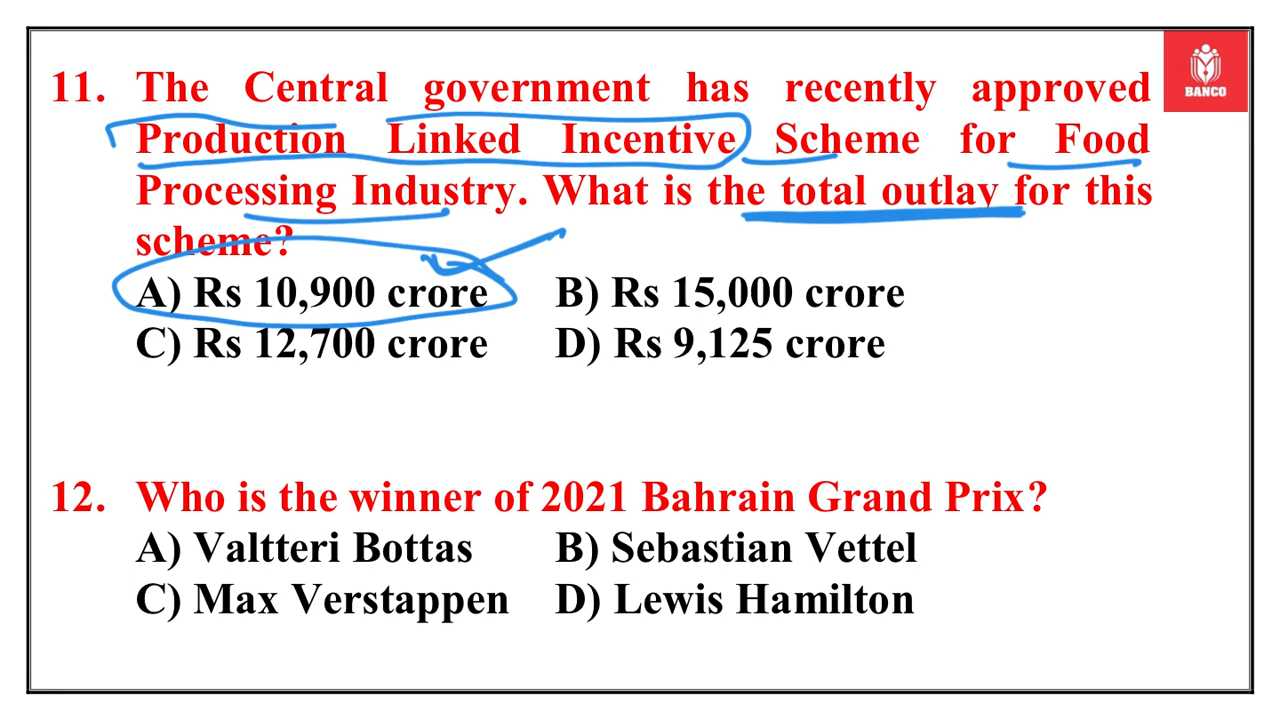 BANCO
11. The Central government has recently approved
Production Linked Incentive Scheme for Food
Processing Industry. What is the total outlay for this
scheme?
A) Rs 10,900 crore B) Rs 15,000 crore
C) Rs 12,700 crore D) Rs 9,125 crore
12. Who is the winner of 2021 Bahrain Grand Prix?
A) Valtteri Bottas B) Sebastian Vettel
C) Max Verstappen D) Lewis Hamilton